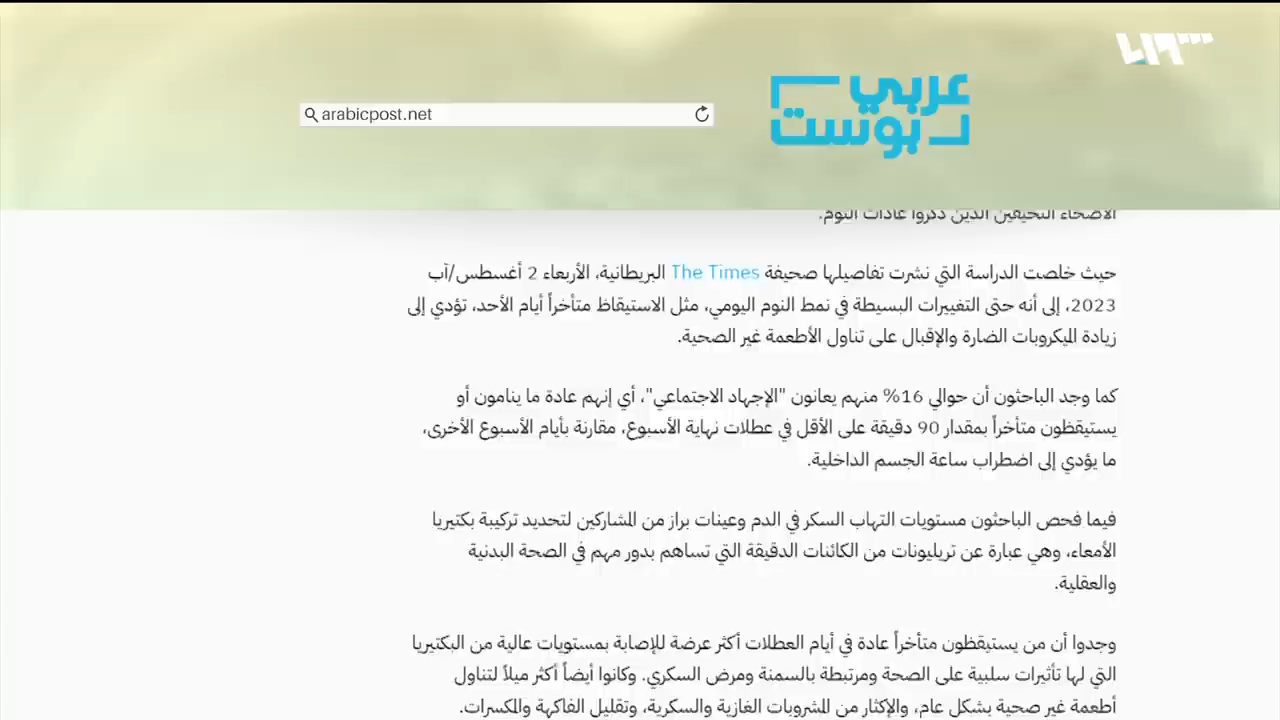 عربي
بوست
arabicpost.net
الأصحاء النحيفين الذين ذكروا عادات النوم.
حيث خلصت الدراسة التي نشرت تفاصيلها صحيفة The Times البريطانية، الأربعاء 2 أغسطس/آب
2023، إلى أنه حتى التغييرات البسيطة في نمط النوم اليومي، مثل الاستيقاظ متأخراً أيام الأحد، تؤدي إلى
زيادة الميكروبات الضارة والإقبال على تناول الأطعمة غير الصحية.
كما وجد الباحثون أن حوالي 16% منهم يعانون "الإجهاد الاجتماعي"، أي إنهم عادة ما ينامون أو
يستيقظون متأخراً بمقدار 90 دقيقة على الأقل في عطلات نهاية الأسبوع، مقارنة بأيام الأسبوع الأخرى،
ما يؤدي إلى اضطراب ساعة الجسم الداخلية.
فيما فحص الباحثون مستويات التهاب السكر في الدم وعينات براز من المشاركين لتحديد تركيبة بكتيريا
الأمعاء، وهي عبارة عن تريليونات من الكائنات الدقيقة التي تساهم بدور مهم في الصحة البدنية
والعقلية.
وجدوا أن من يستيقظون متأخراً عادة في أيام العطلات أكثر عرضة للإصابة بمستويات عالية من البكتيريا
التي لها تأثيرات سلبية على الصحة ومرتبطة بالسمنة ومرض السكري. وكانوا أيضاً أكثر ميلاً لتناول
أطعمة غير صحية بشكل عام، والإكثار من المشروبات الغازية والسكرية، وتقليل الفاكهة والمكسرات.